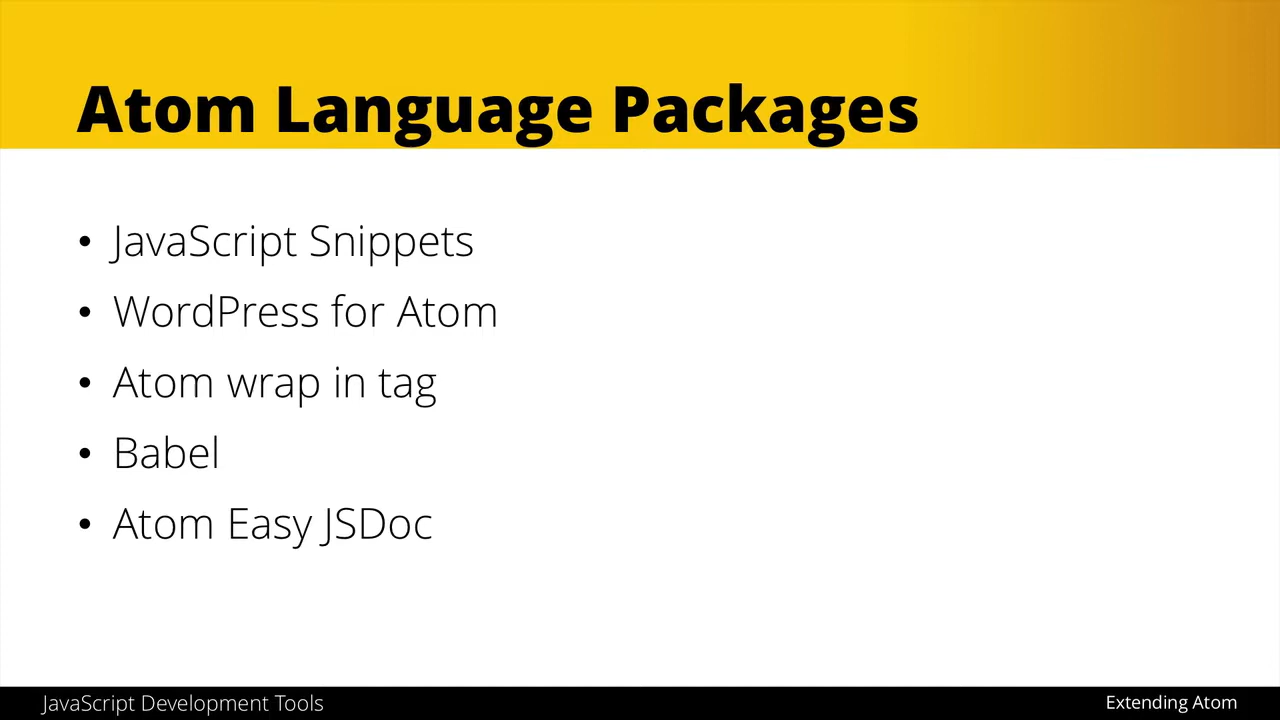 Atom Language Packages
• JavaScript Snippets
• WordPress for Atom
• Atom wrap in tag
• Babel
• Atom Easy JSDoc
JavaScript Development Tools
Extending Atom